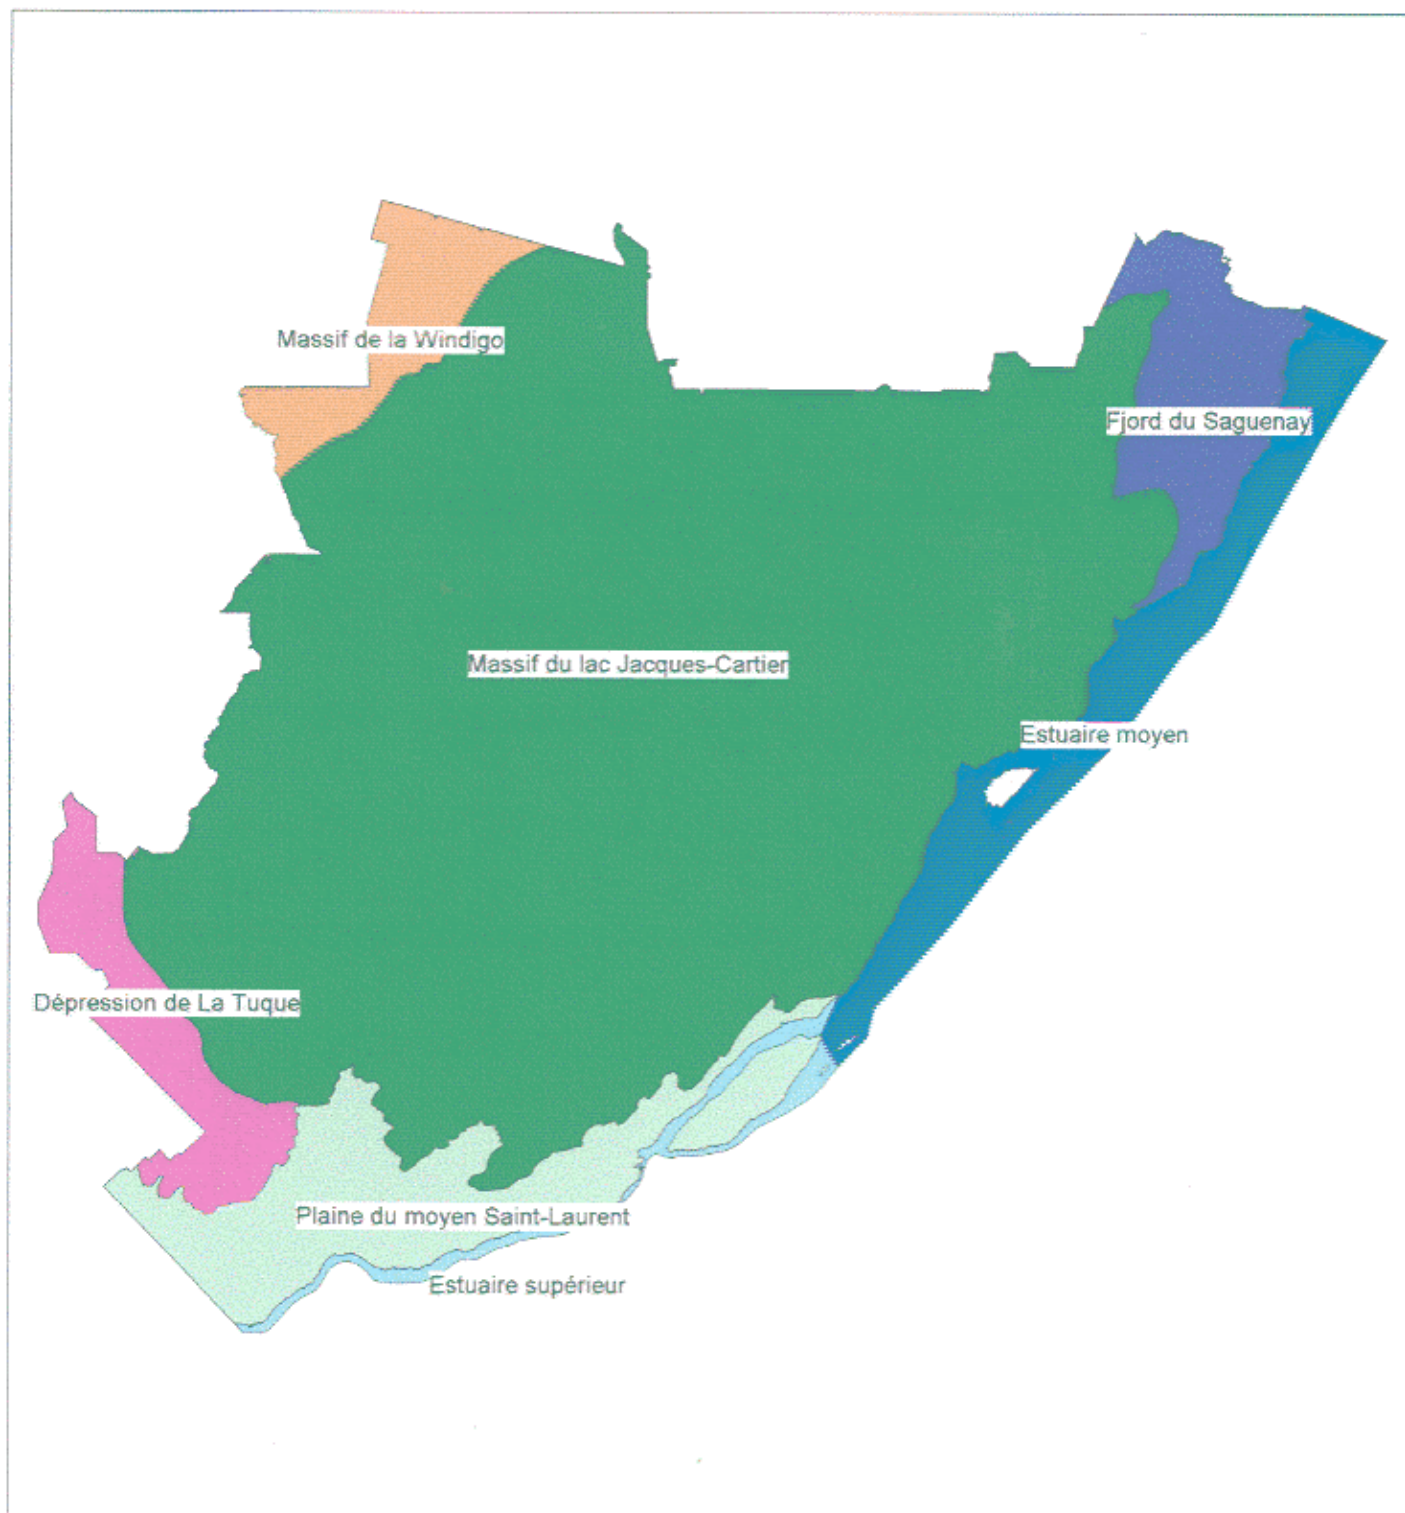 Massif de la Windigo
Fjord du Saguenay
Massif du lac Jacques-Cartier
Estuaire moyen
Dépression de La Tuque
Plaine du moyen Saint-Laurent
Estuaire supérieur